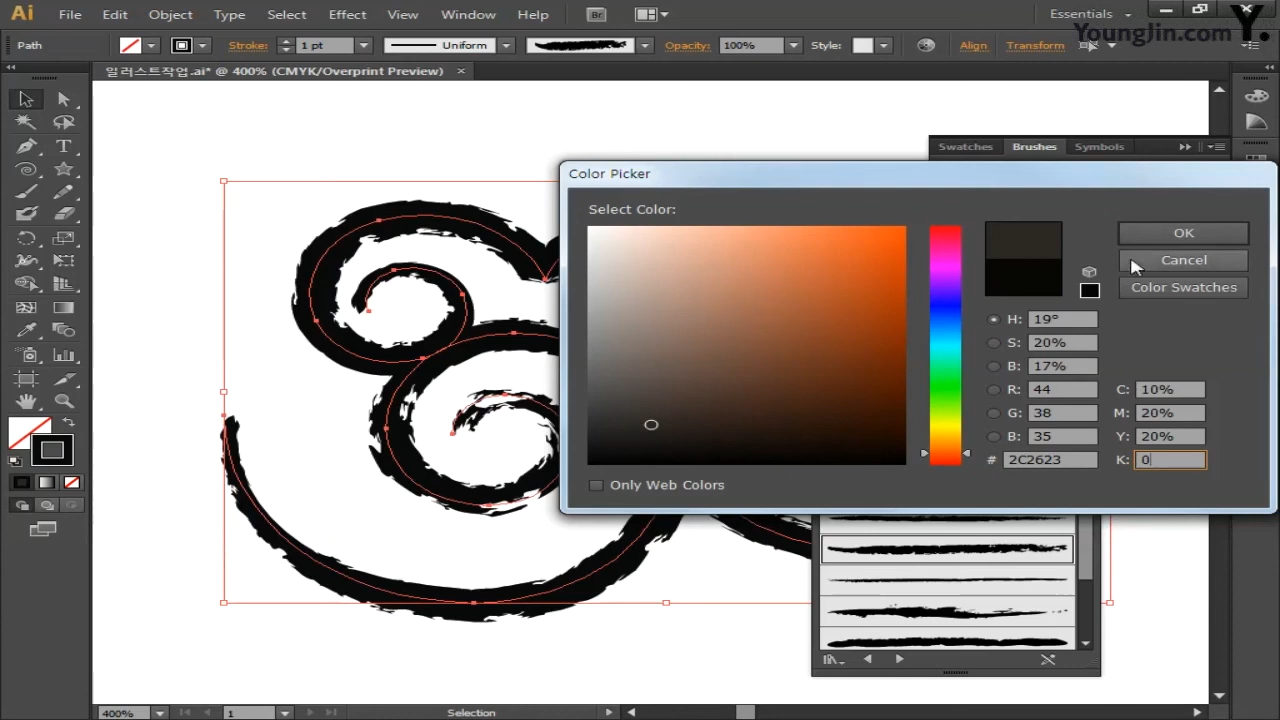 Ai File Edit Object Type Select Effect View Window Help Br Essentials
YoungJin.com Y.
Path Stroke: 1 pt Uniform Opacity: 100% Style: Align Transform
일러스트작업.ai* @ 400% (CMYK/Overprint Preview) ×
Swatches Brushes Symbols
Color Picker
Select Color:
OK
Cancel
Color Swatches
H: 19°
S: 20%
B: 17%
R: 44 C: 10%
G: 38 M: 20%
B: 35 Y: 20%
# 2C2623 K: 0
Only Web Colors
400% 1 Selection